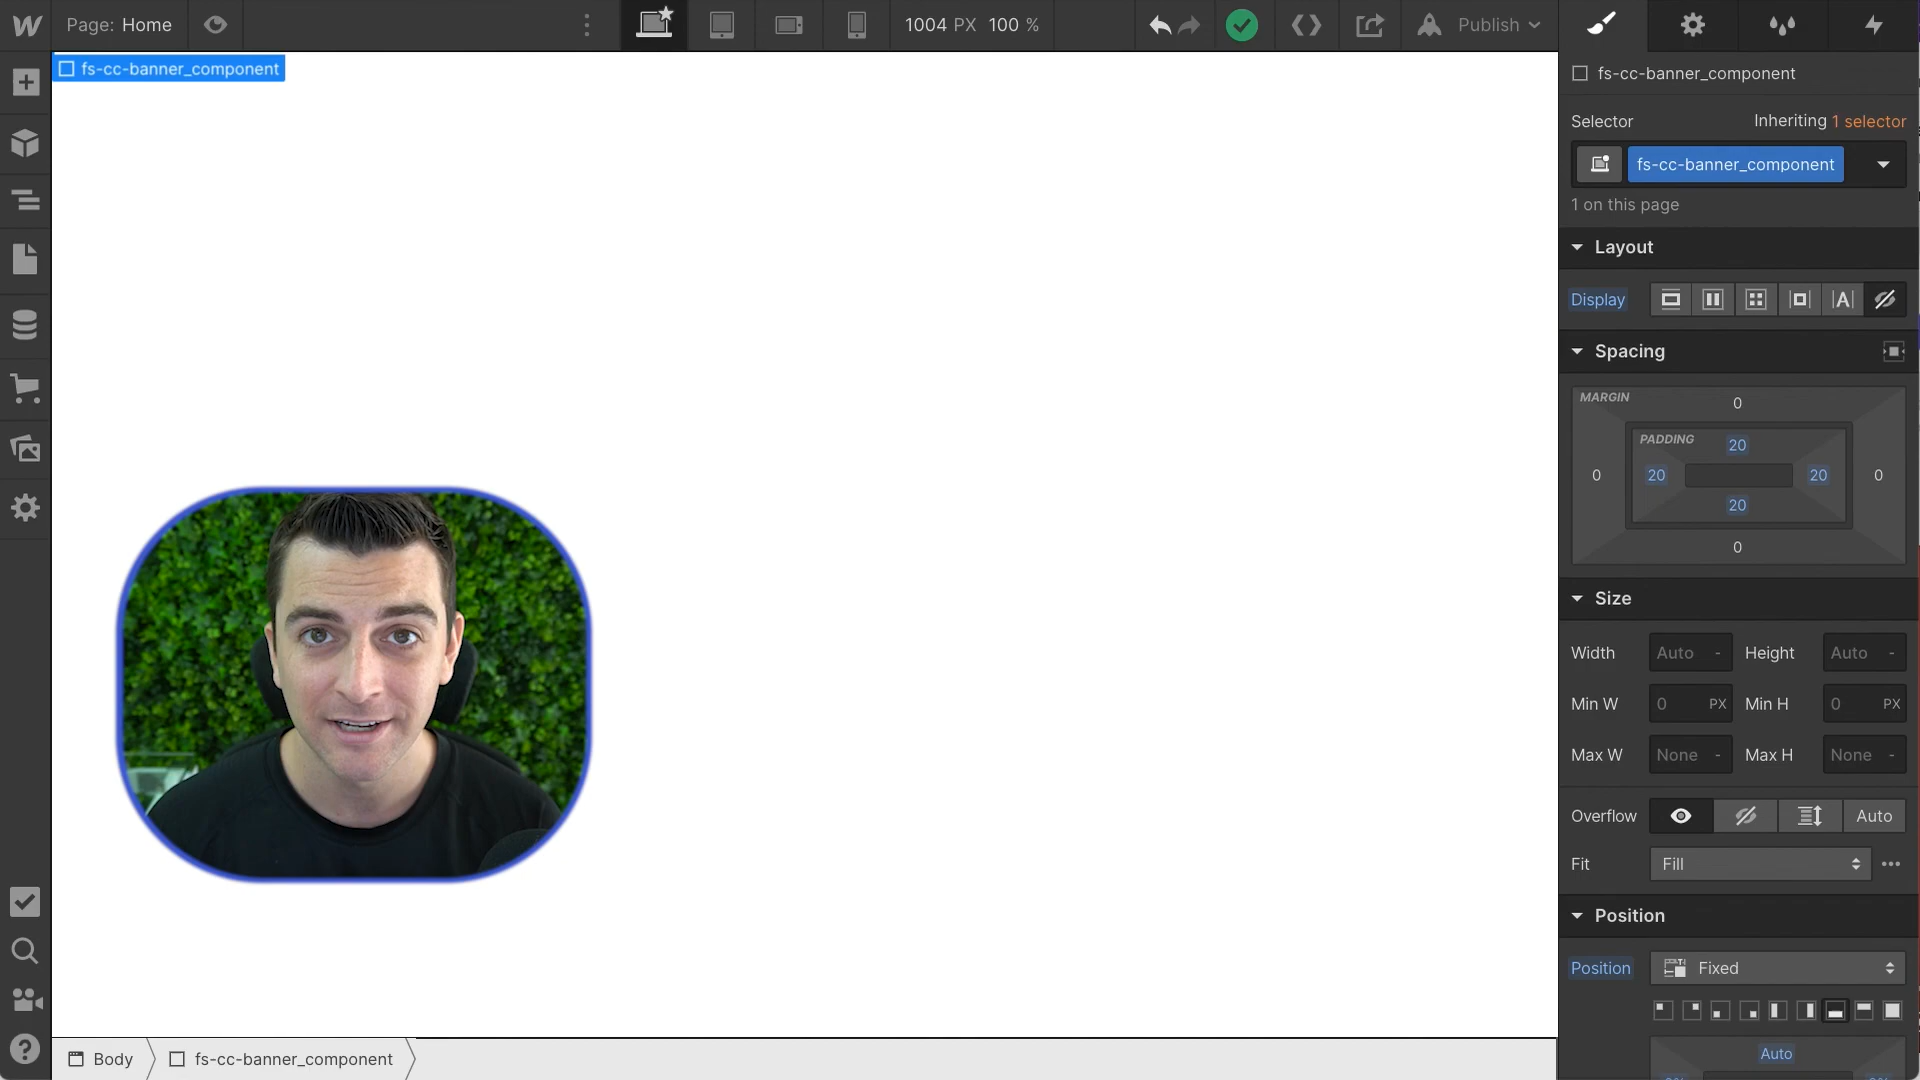 Page: Home
1004 PX 100 %
Publish
fs-cc-banner_component
fs-cc-banner_component
Selector
Inheriting 1 selector
fs-cc-banner_component
1 on this page
Layout
Display
Spacing
MARGIN
0
PADDING
20
0
20
20
0
20
0
Size
Width Auto - Height Auto -
Min W 0 PX Min H 0 PX
Max W None - Max H None -
Overflow Auto
Fit Fill
Position
Position Fixed
Auto
Body fs-cc-banner_component